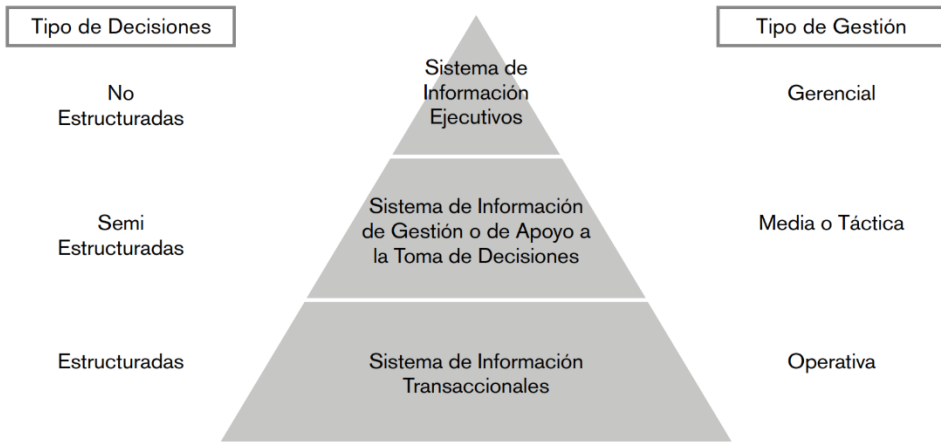 Tipo de Decisiones
Tipo de Gestión
No
Estructuradas
Sistema de
Información
Ejecutivos
Gerencial
Semi
Estructuradas
Sistema de Información
de Gestión o de Apoyo a
la Toma de Decisiones
Media o Táctica
Estructuradas
Sistema de Información
Transaccionales
Operativa